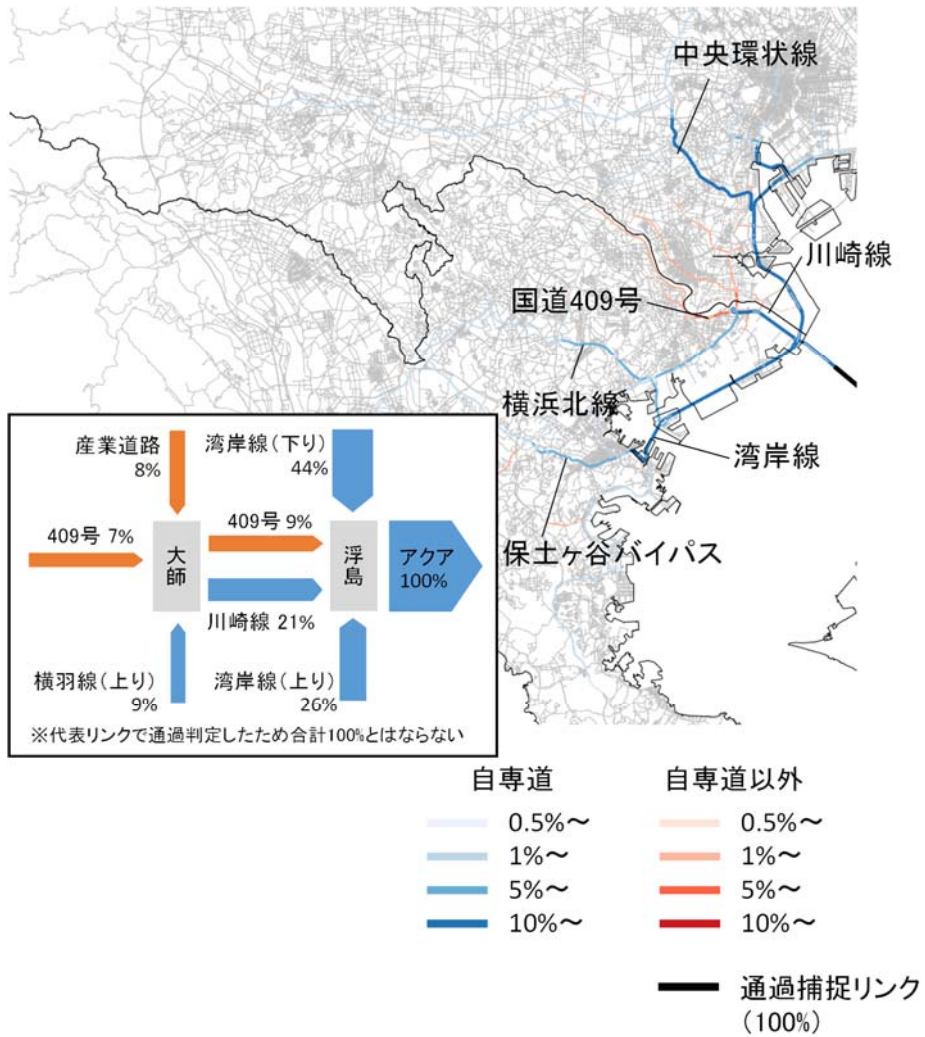 中央環状線
川崎線
国道409号
横浜北線
湾岸線
保土ヶ谷バイパス
産業道路
8%
湾岸線(下り)
44%
409号 7%
大師
409号 9%
浮島
アクア
100%
川崎線 21%
横羽線(上り)
9%
湾岸線(上り)
26%
※代表リンクで通過判定したため合計100%とはならない
自専道
0.5%～
1%～
5%～
10%～
自専道以外
0.5%～
1%～
5%～
10%～
通過捕捉リンク
(100%)